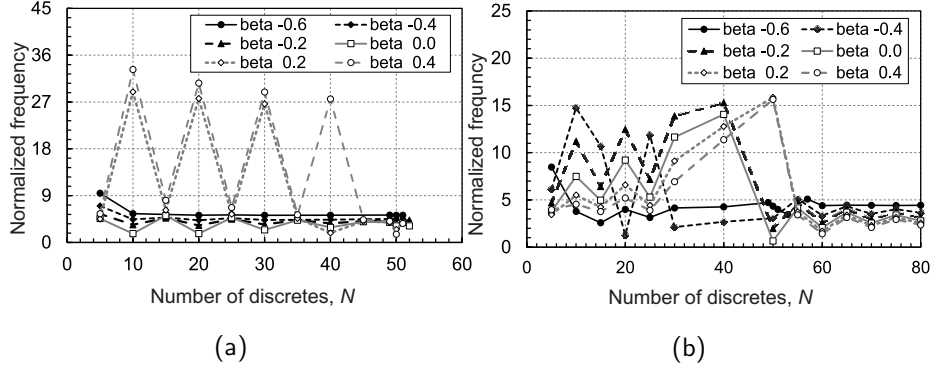 45
36
27
18
9
0
Normalized frequency
beta -0.6
beta -0.4
beta -0.2
beta 0.0
beta 0.2
beta 0.4
0 10 20 30 40 50 60
Number of discretes, N
(a)
25
20
15
10
5
0
Normalized frequency
beta -0.6
beta -0.4
beta -0.2
beta 0.0
beta 0.2
beta 0.4
0 20 40 60 80
Number of discretes, N
(b)